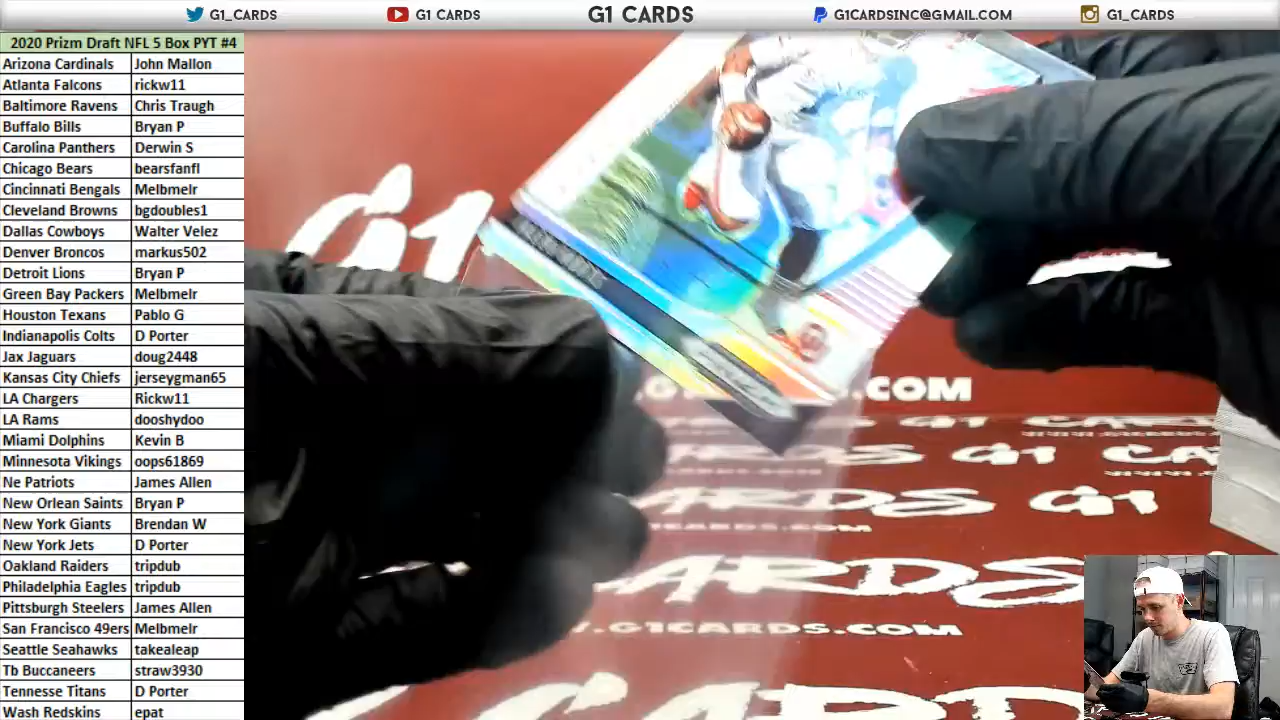 G1_CARDS
G1 CARDS
G1 CARDS
G1CARDSINC@GMAIL.COM
G1_CARDS
2020 Prizm Draft NFL 5 Box PYT #4
Arizona Cardinals John Mallon
Atlanta Falcons rickw11
Baltimore Ravens Chris Traugh
Buffalo Bills Bryan P
Carolina Panthers Derwin S
Chicago Bears bearsfanfl
Cincinnati Bengals Melbmelr
Cleveland Browns bgdoubles1
Dallas Cowboys Walter Velez
Denver Broncos markus502
Detroit Lions Bryan P
Green Bay Packers Melbmelr
Houston Texans Pablo G
Indianapolis Colts D Porter
Jax Jaguars doug2448
Kansas City Chiefs jerseygman65
LA Chargers Rickw11
LA Rams dooshydoo
Miami Dolphins Kevin B
Minnesota Vikings oops61869
Ne Patriots James Allen
New Orlean Saints Bryan P
New York Giants Brendan W
New York Jets D Porter
Oakland Raiders tripdub
Philadelphia Eagles tripdub
Pittsburgh Steelers James Allen
San Francisco 49ers Melbmelr
Seattle Seahawks takealeap
Tb Buccaneers straw3930
Tennesse Titans D Porter
Wash Redskins epat
G1
.COM
G1 CA
CARDS G1
ARDS
.G1CARDS.COM